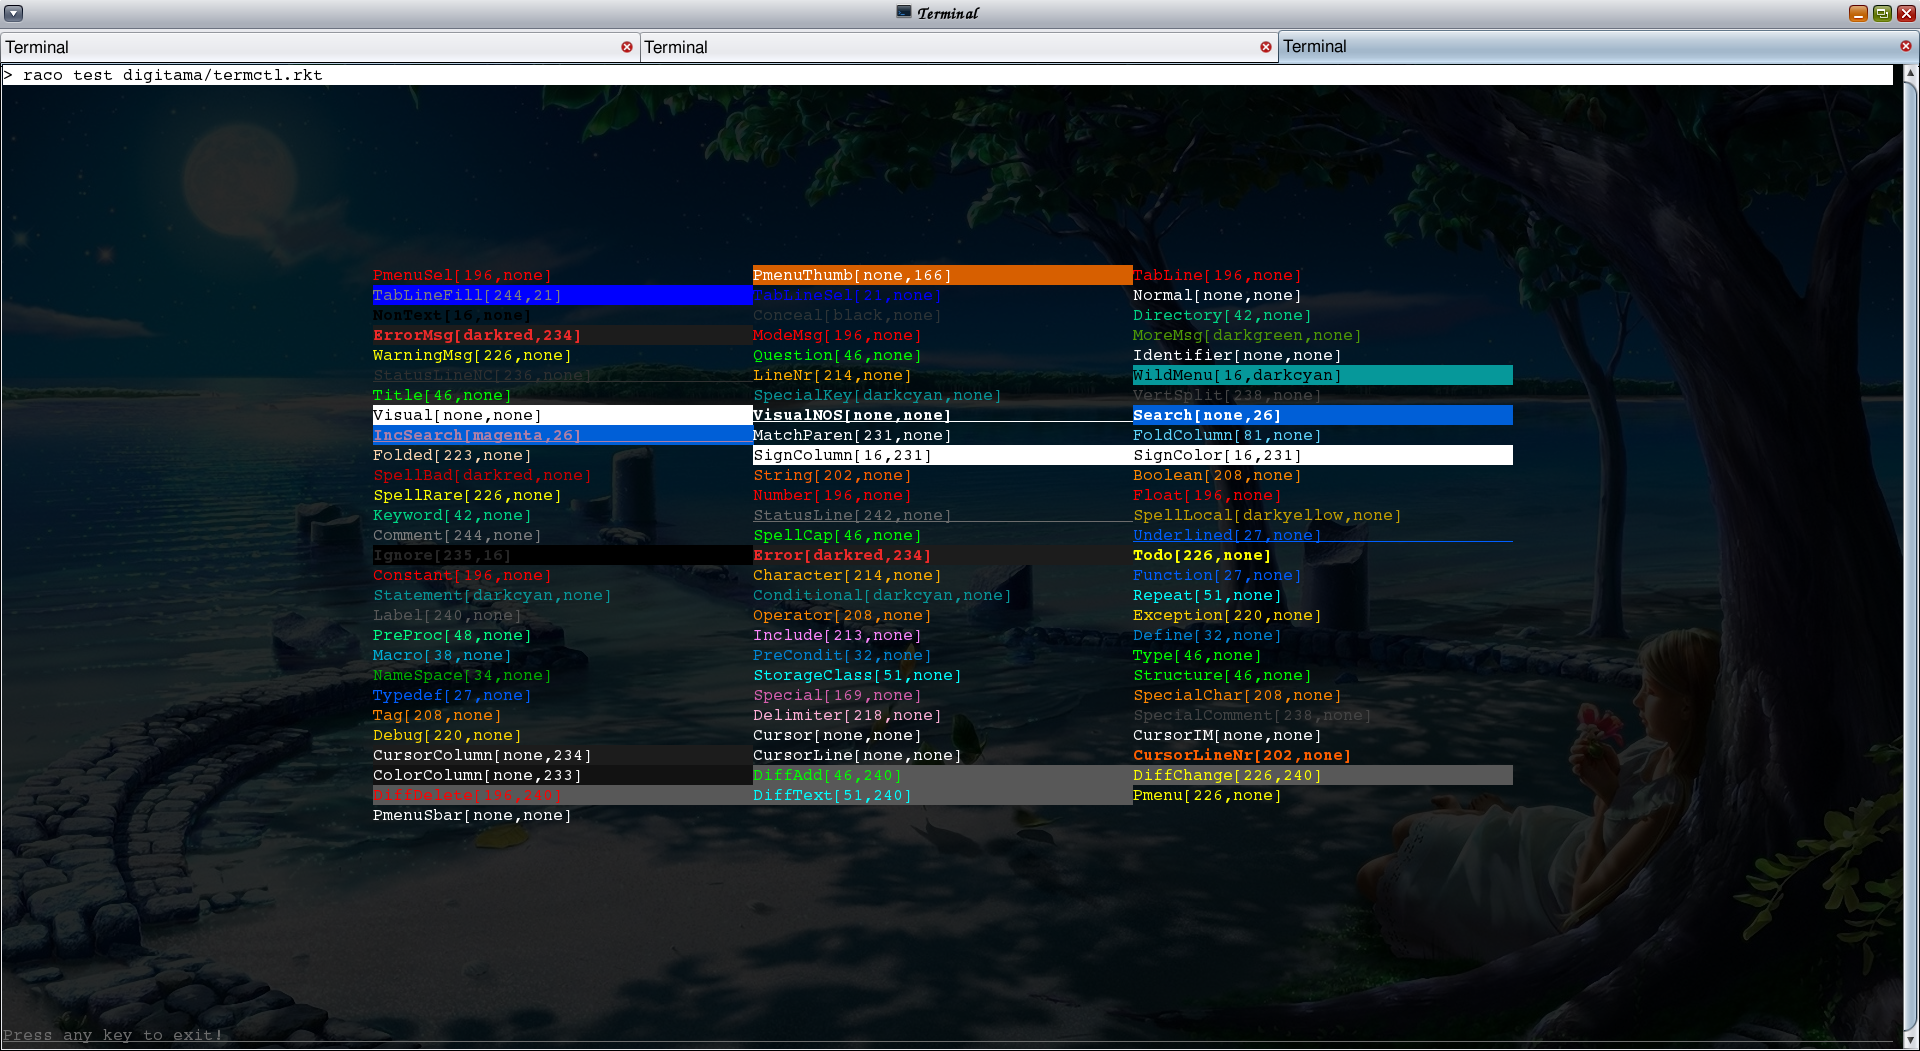 Terminal
Terminal Terminal Terminal
> raco test digitama/termctl.rkt
PmenuSel[196,none] PmenuThumb[none,166] TabLine[196,none]
TabLineFill[244,21] TabLineSel[21,none] Normal[none,none]
NonText[16,none] Conceal[black,none] Directory[42,none]
ErrorMsg[darkred,234] ModeMsg[196,none] MoreMsg[darkgreen,none]
WarningMsg[226,none] Question[46,none] Identifier[none,none]
StatusLineNC[236,none] LineNr[214,none] WildMenu[16,darkcyan]
Title[46,none] SpecialKey[darkcyan,none] VertSplit[238,none]
Visual[none,none] VisualNOS[none,none] Search[none,26]
IncSearch[magenta,26] MatchParen[231,none] FoldColumn[81,none]
Folded[223,none] SignColumn[16,231] SignColor[16,231]
SpellBad[darkred,none] String[202,none] Boolean[208,none]
SpellRare[226,none] Number[196,none] Float[196,none]
Keyword[42,none] StatusLine[242,none] SpellLocal[darkyellow,none]
Comment[244,none] SpellCap[46,none] Underlined[27,none]
Ignore[235,16] Error[darkred,234] Todo[226,none]
Constant[196,none] Character[214,none] Function[27,none]
Statement[darkcyan,none] Conditional[darkcyan,none] Repeat[51,none]
Label[240,none] Operator[208,none] Exception[220,none]
PreProc[48,none] Include[213,none] Define[32,none]
Macro[38,none] PreCondit[32,none] Type[46,none]
NameSpace[34,none] StorageClass[51,none] Structure[46,none]
Typedef[27,none] Special[169,none] SpecialChar[208,none]
Tag[208,none] Delimiter[218,none] SpecialComment[238,none]
Debug[220,none] Cursor[none,none] CursorIM[none,none]
CursorColumn[none,234] CursorLine[none,none] CursorLineNr[202,none]
ColorColumn[none,233] DiffAdd[46,240] DiffChange[226,240]
DiffDelete[196,240] DiffText[51,240] Pmenu[226,none]
PmenuSbar[none,none]
Press any key to exit!